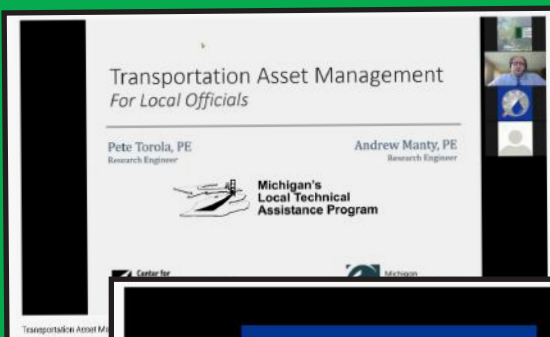 Transportation Asset Management
For Local Officials
Pete Torola, PE
Research Engineer
Andrew Manty, PE
Research Engineer
Michigan's
Local Technical
Assistance Program
Center for
Michigan
Transportation Asset